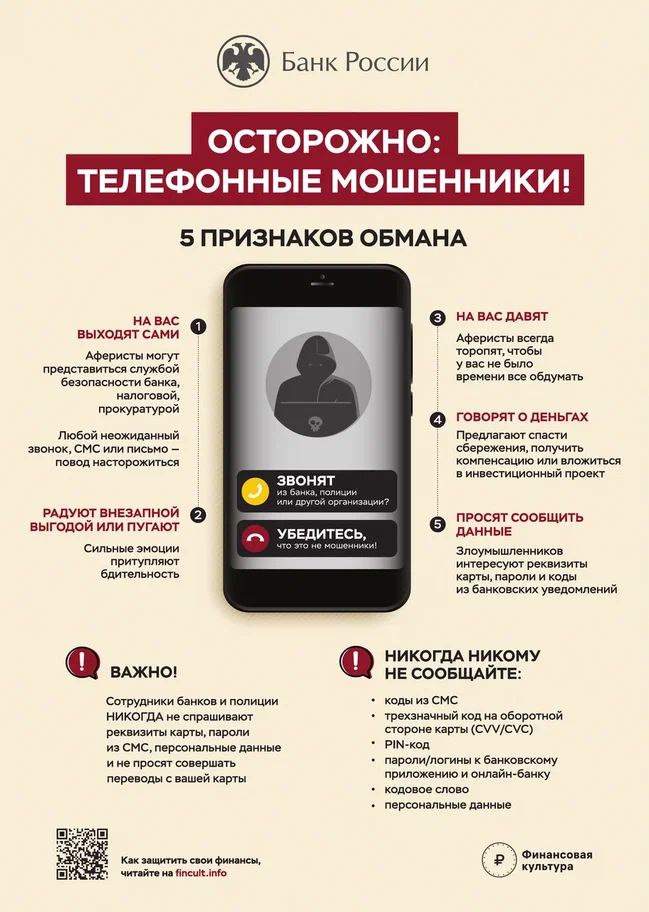 Банк России
ОСТОРОЖНО:
ТЕЛЕФОННЫЕ МОШЕННИКИ!
5 ПРИЗНАКОВ ОБМАНА
1
НА ВАС
ВЫХОДЯТ САМИ
Аферисты могут
представиться службой
безопасности банка,
налоговой,
прокуратурой
Любой неожиданный
звонок, СМС или письмо –
повод насторожиться
2
РАДУЮТ ВНЕЗАПНОЙ
ВЫГОДОЙ ИЛИ ПУГАЮТ
Сильные эмоции
притупляют
бдительность
ЗВОНЯТ
из банка, полиции
или другой организации?
УБЕДИТЕСЬ,
что это не мошенники!
3
НА ВАС ДАВЯТ
Аферисты всегда
торопят, чтобы
у вас не было
времени все обдумать
4
ГОВОРЯТ О ДЕНЬГАХ
Предлагают спасти
сбережения, получить
компенсацию или вложиться
в инвестиционный проект
5
ПРОСЯТ СООБЩИТЬ
ДАННЫЕ
Злоумышленников
интересуют реквизиты
карты, пароли и коды
из банковских уведомлений
! ВАЖНО!
Сотрудники банков и полиции
НИКОГДА не спрашивают
реквизиты карты, пароли
из СМС, персональные данные
и не просят совершать
переводы с вашей карты
! НИКОГДА НИКОМУ
НЕ СООБЩАЙТЕ:
• коды из СМС
• трехзначный код на оборотной
стороне карты (CVV/CVC)
• PIN-код
• пароли/логины к банковскому
приложению и онлайн-банку
• кодовое слово
• персональные данные
Как защитить свои финансы,
читайте на fincult.info
₽
Финансовая
культура